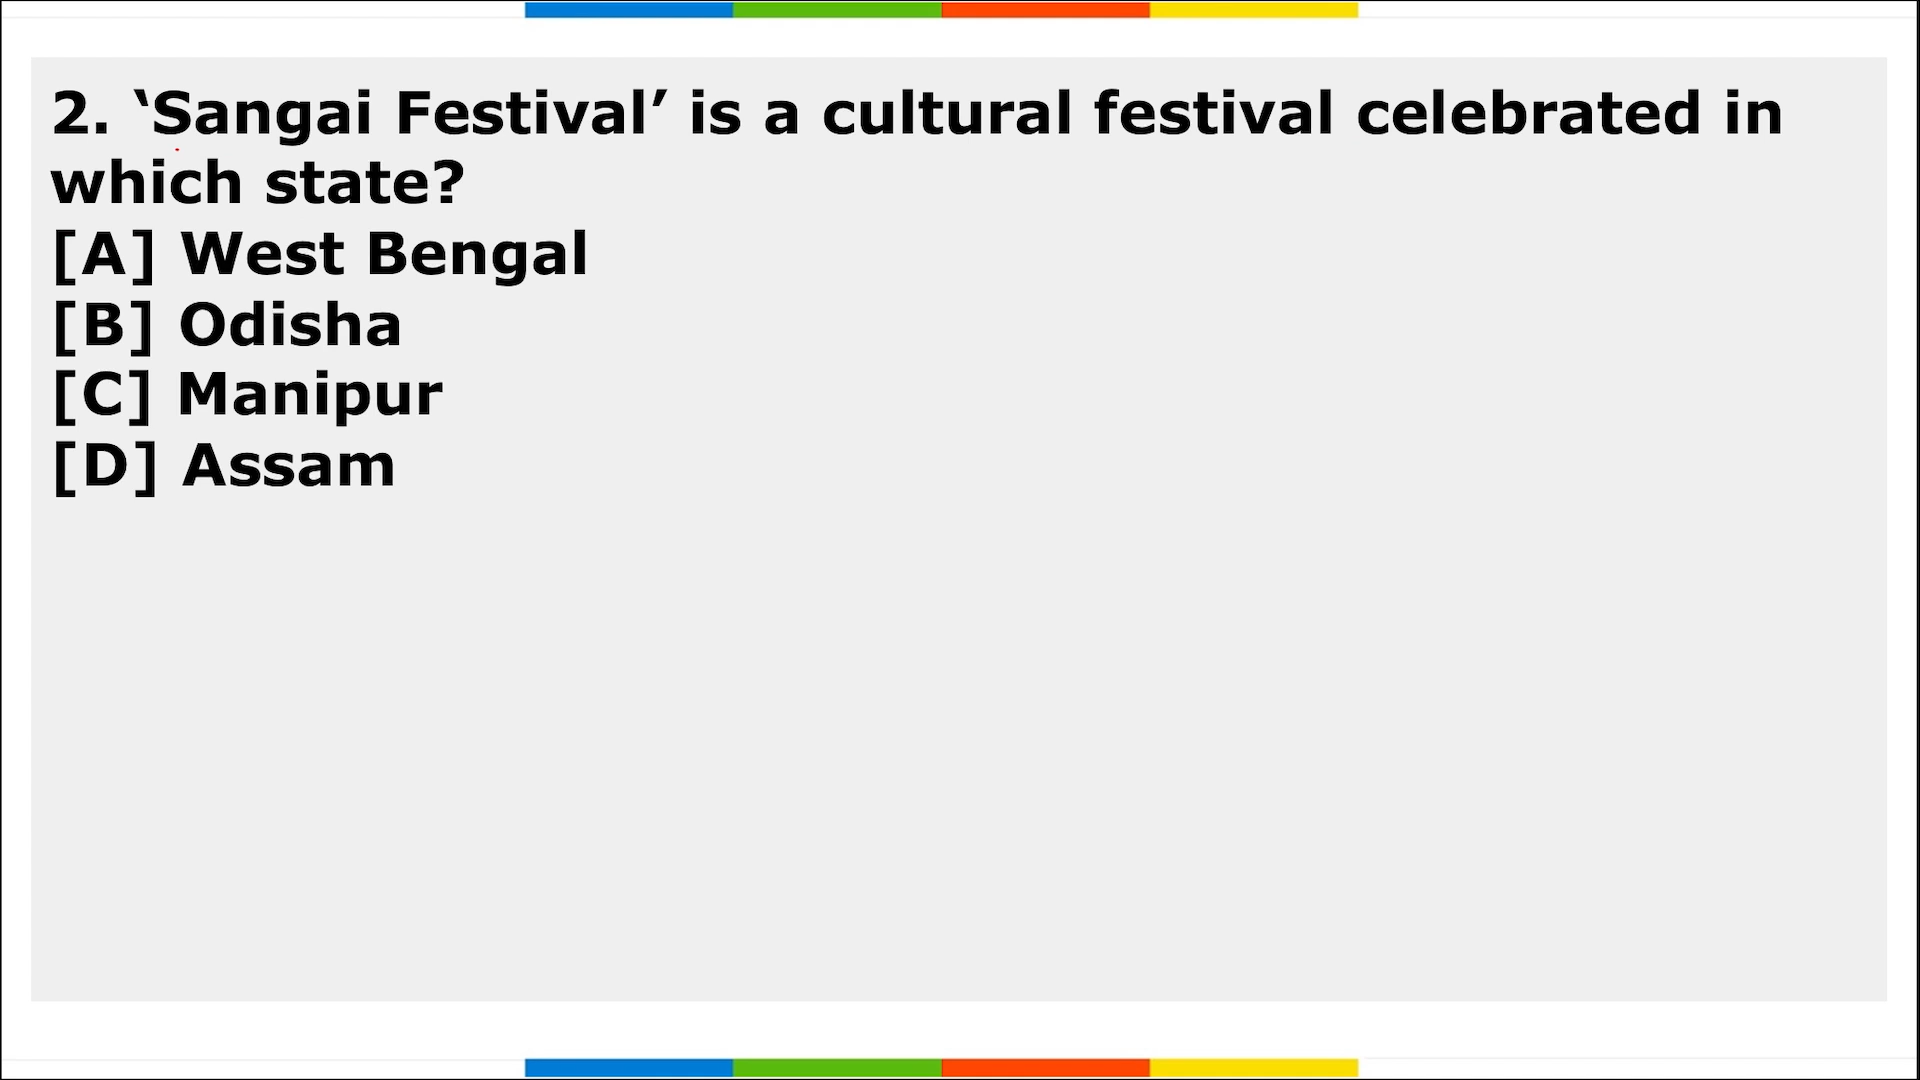 2. ‘Sangai Festival’ is a cultural festival celebrated in
which state?
[A] West Bengal
[B] Odisha
[C] Manipur
[D] Assam